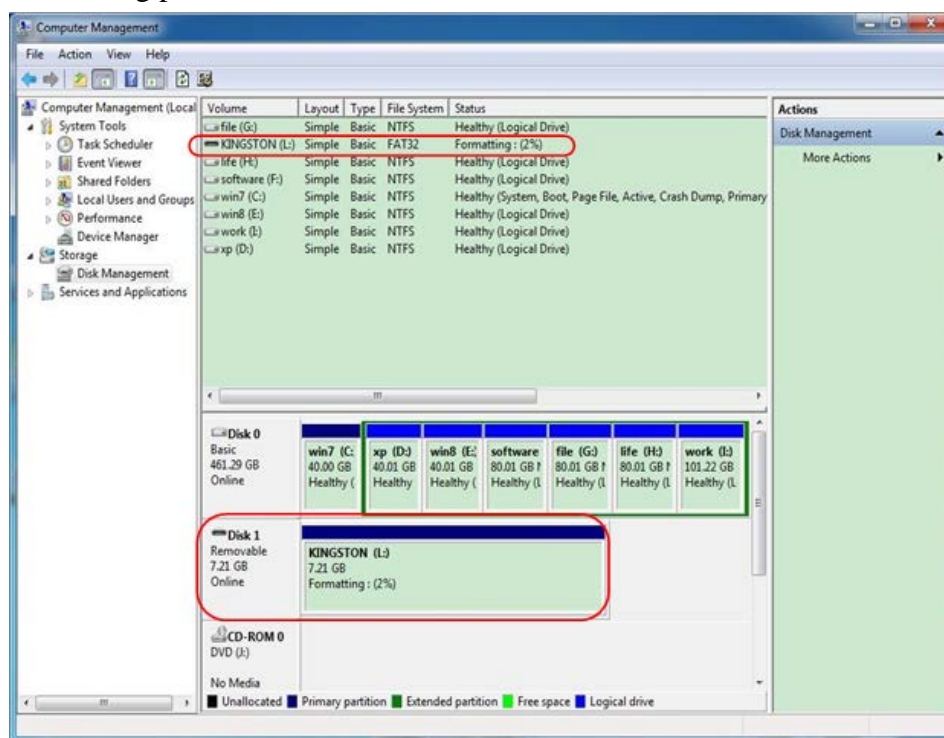 Computer Management
File Action View Help
Computer Management (Local
System Tools
Task Scheduler
Event Viewer
Shared Folders
Local Users and Groups
Performance
Device Manager
Storage
Disk Management
Services and Applications
Volume Layout Type File System Status
file (G:) Simple Basic NTFS Healthy (Logical Drive)
KINGSTON (L:) Simple Basic FAT32 Formatting : (2%)
life (H:) Simple Basic NTFS Healthy (Logical Drive)
software (F:) Simple Basic NTFS Healthy (Logical Drive)
win7 (C:) Simple Basic NTFS Healthy (System, Boot, Page File, Active, Crash Dump, Primary
win8 (E:) Simple Basic NTFS Healthy (Logical Drive)
work (I:) Simple Basic NTFS Healthy (Logical Drive)
xp (D:) Simple Basic NTFS Healthy (Logical Drive)
Actions
Disk Management
More Actions
Disk 0
Basic
461.29 GB
Online
win7 (C:
40.00 GB
Healthy (
xp (D:)
40.01 GB
Healthy
win8 (E:
40.01 GB
Healthy (
software
80.01 GB
Healthy (L
file (G:)
80.01 GB
Healthy (L
life (H:)
80.01 GB
Healthy (L
work (I:)
101.22 GB
Healthy (L
Disk 1
Removable
7.21 GB
Online
KINGSTON (L:)
7.21 GB
Formatting : (2%)
CD-ROM 0
DVD (J:)
No Media
Unallocated Primary partition Extended partition Free space Logical drive